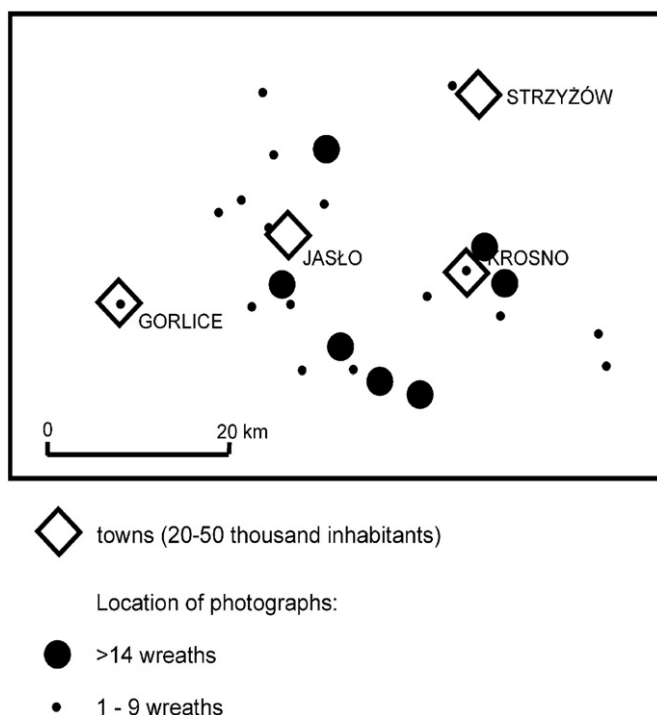 STRZYŻÓW
JASŁO
KROSNO
GORLICE
0 20 km
towns (20-50 thousand inhabitants)
Location of photographs:
>14 wreaths
1 - 9 wreaths